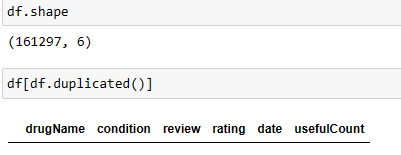 df.shape
(161297, 6)
df[df.duplicated()]
drugName condition review rating date usefulCount